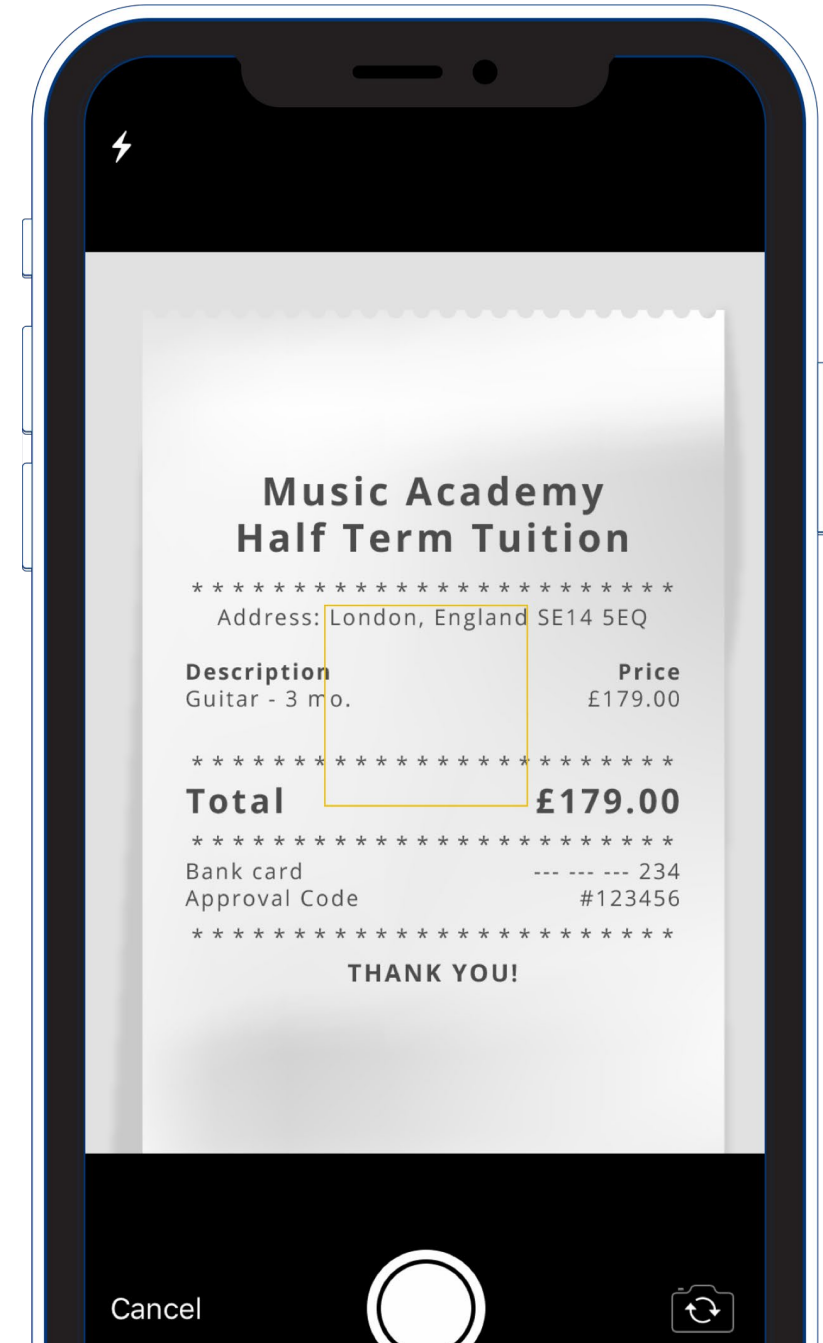 Music Academy
Half Term Tuition
* * * * * * * * * * * * * * * * * * * * * * * *
Address: London, England SE14 5EQ
Description Price
Guitar - 3 mo. £179.00
* * * * * * * * * * * * * * * * * * * * * * * *
Total £179.00
* * * * * * * * * * * * * * * * * * * * * * * *
Bank card --- --- --- 234
Approval Code #123456
* * * * * * * * * * * * * * * * * * * * * * * *
THANK YOU!
Cancel